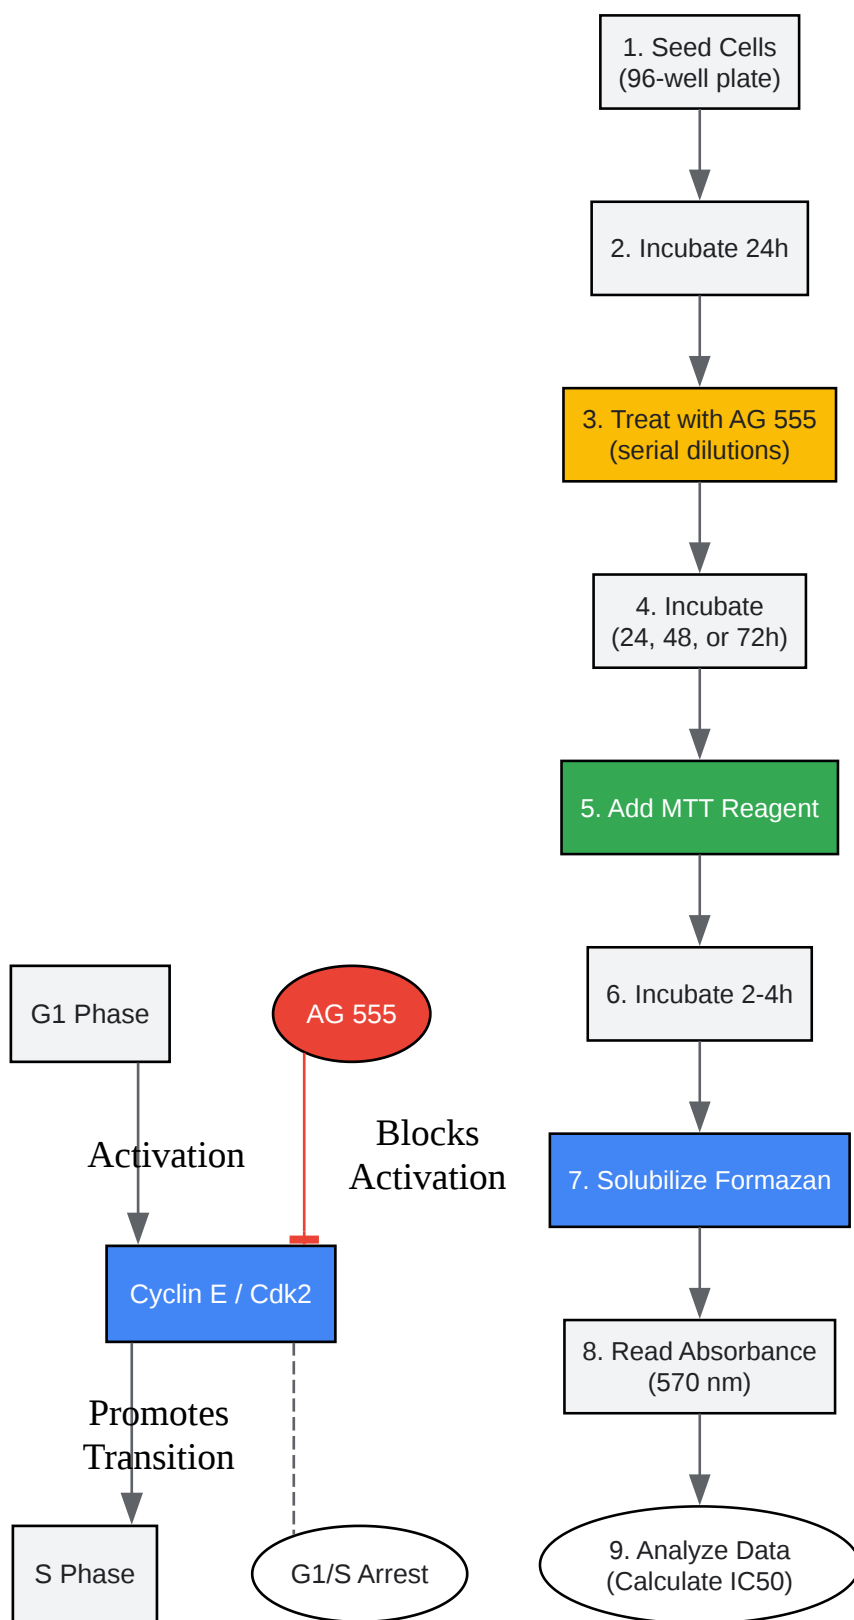 1. Seed Cells
(96-well plate)
2. Incubate 24h
3. Treat with AG 555
(serial dilutions)
4. Incubate
(24, 48, or 72h)
5. Add MTT Reagent
6. Incubate 2-4h
7. Solubilize Formazan
8. Read Absorbance
(570 nm)
9. Analyze Data
(Calculate IC50)
G1 Phase
AG 555
Activation
Blocks
Activation
Cyclin E / Cdk2
Promotes
Transition
S Phase
G1/S Arrest